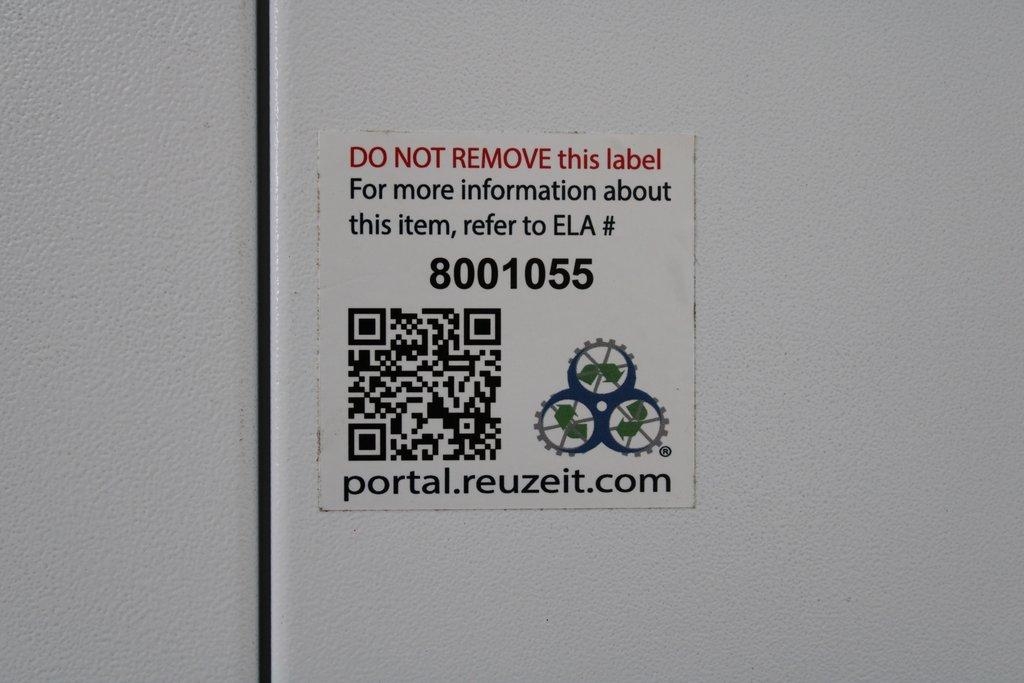 DO NOT REMOVE this label
For more information about
this item, refer to ELA #
8001055
®
portal.reuzeit.com